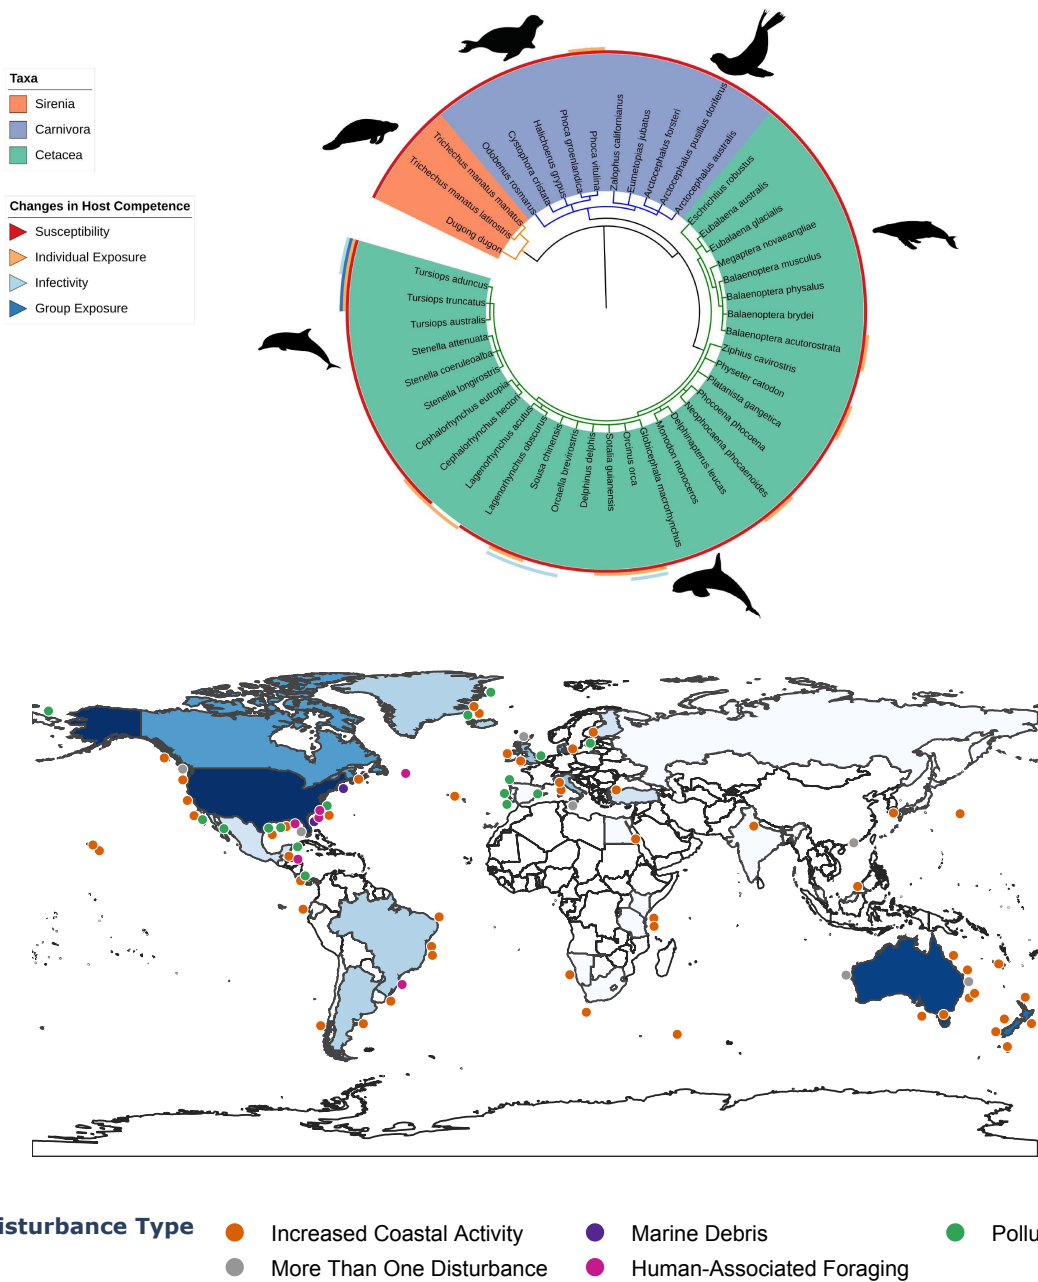 Taxa
Sirenia
Carnivora
Cetacea
Changes in Host Competence
Susceptibility
Individual Exposure
Infectivity
Group Exposure
Dugong dugon
Trichechus manatus latirostris
Trichechus manatus manatus
Odobenus rosmarus
Cystophora cristata
Halichoerus grypus
Phoca groenlandica
Phoca vitulina
Zalophus californianus
Eumetopias jubatus
Arctocephalus forsteri
Arctocephalus pusillus doriferus
Arctocephalus australis
Eschrichtius robustus
Eubalaena australis
Eubalaena glacialis
Megaptera novaeangliae
Balaenoptera musculus
Balaenoptera physalus
Balaenoptera brydei
Balaenoptera acutorostrata
Ziphius cavirostris
Physeter catodon
Platanista gangetica
Phocoena phocoena
Neophocaena phocaenoides
Delphinapterus leucas
Monodon monoceros
Globicephala macrorhynchus
Orcinus orca
Sotalia guianensis
Delphinus delphis
Orcaella brevirostris
Sousa chinensis
Lagenorhynchus obscurus
Lagenorhynchus acutus
Cephalorhynchus hectori
Cephalorhynchus eutropia
Stenella longirostris
Stenella coeruleoalba
Stenella attenuata
Tursiops australis
Tursiops truncatus
Tursiops aduncus
isturbance Type
Increased Coastal Activity
Marine Debris
Pollu
More Than One Disturbance
Human-Associated Foraging